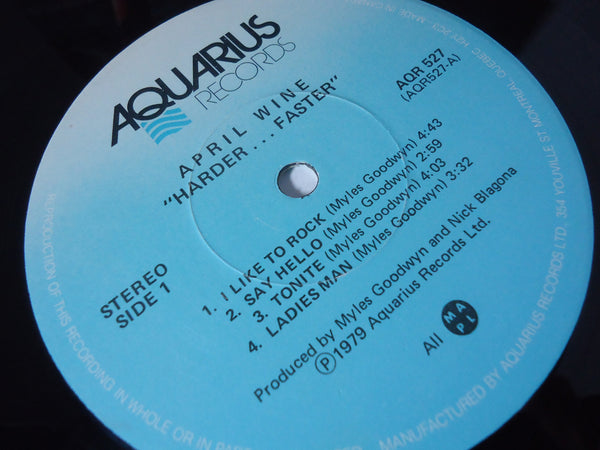 AQUARIUS
RECORDS
APRIL WINE
"HARDER...FASTER"
AQR 527
(AQR527-A)
STEREO
SIDE 1
1. I LIKE TO ROCK (Myles Goodwyn) 4:43
2. SAY HELLO (Myles Goodwyn) 2:59
3. TONITE (Myles Goodwyn) 4:03
4. LADIES MAN (Myles Goodwyn) 3:32
Produced by Myles Goodwyn and Nick Blagona
Ⓟ1979 Aquarius Records Ltd.
All MAPL
REPRODUCTION OF THIS RECORDING IN WHOLE OR IN PART
MANUFACTURED BY AQUARIUS RECORDS LTD., 354 YOUVILLE ST MONTREAL QUEBEC H2Y 2C3 MADE IN CANADA